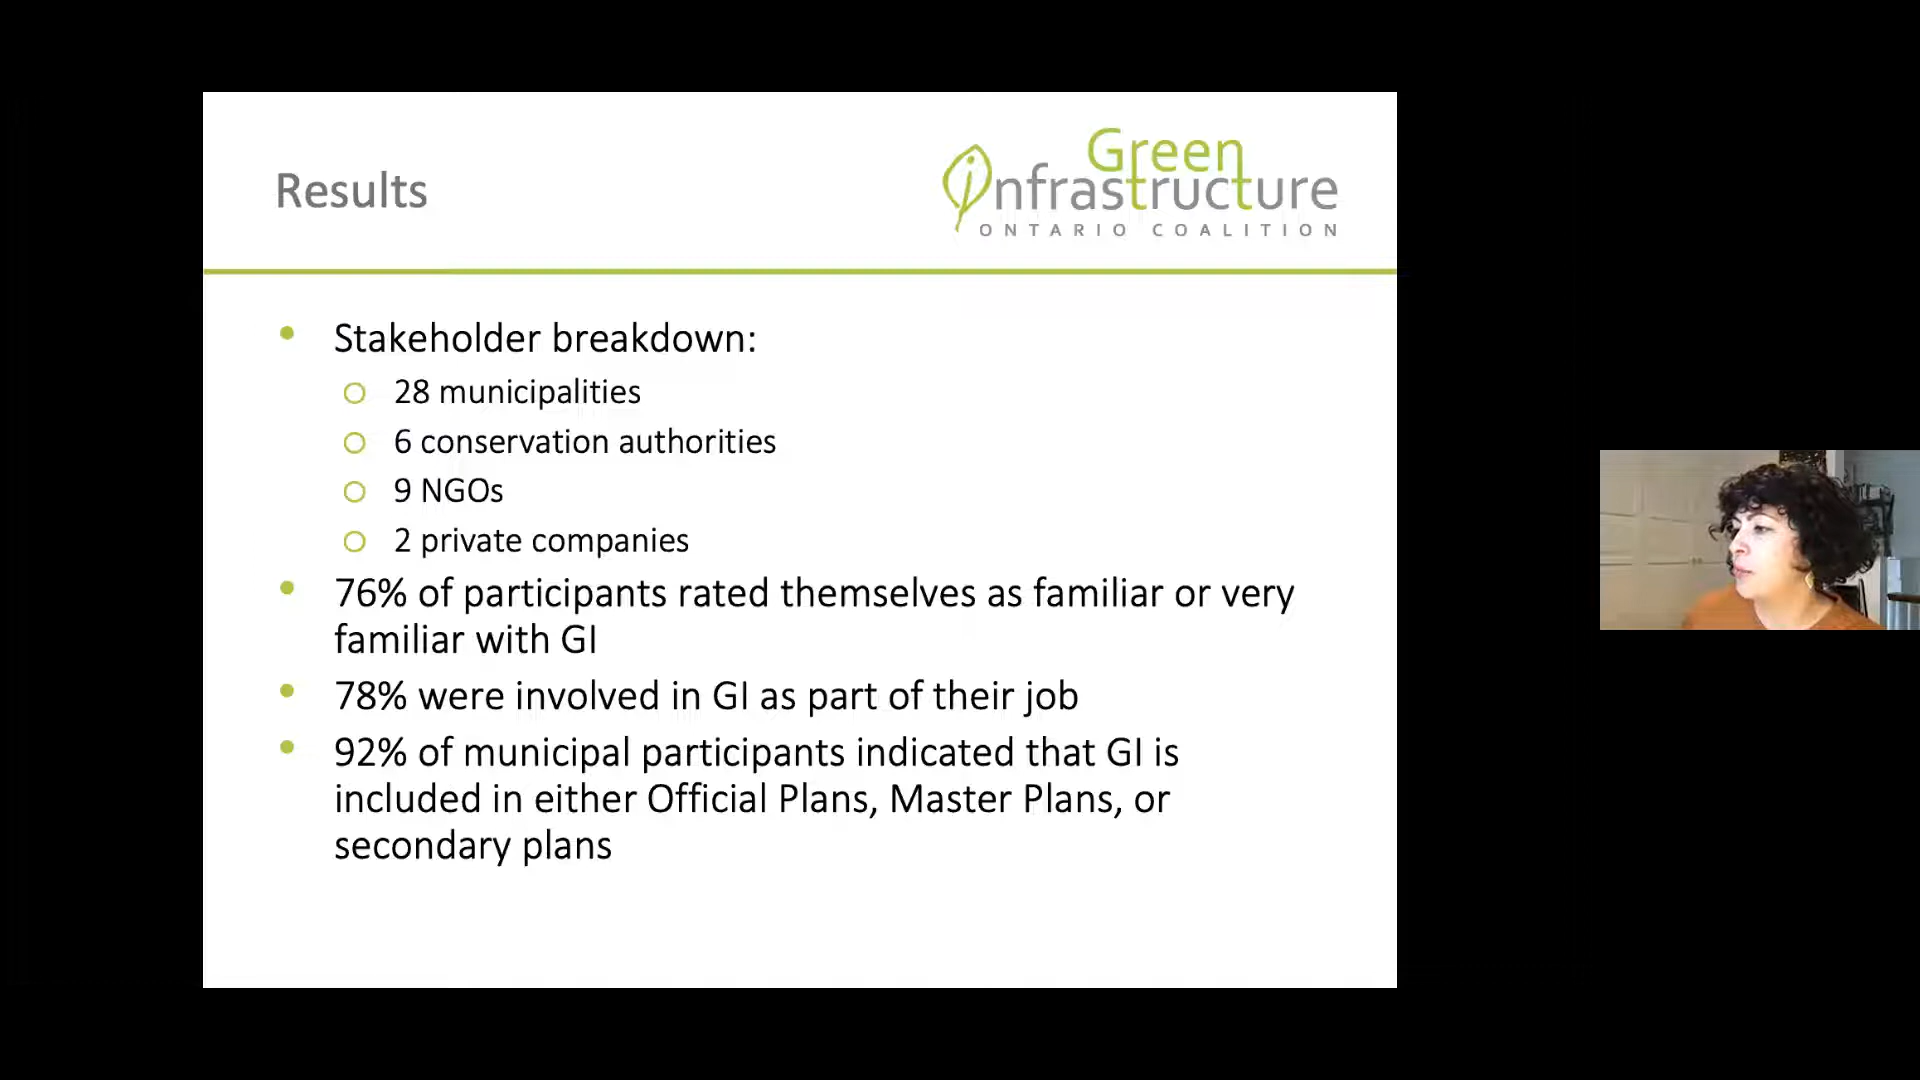 Results
Green
infrastructure
ONTARIO COALITION
Stakeholder breakdown:
28 municipalities
6 conservation authorities
9 NGOs
2 private companies
76% of participants rated themselves as familiar or very
familiar with GI
78% were involved in GI as part of their job
92% of municipal participants indicated that GI is
included in either Official Plans, Master Plans, or
secondary plans